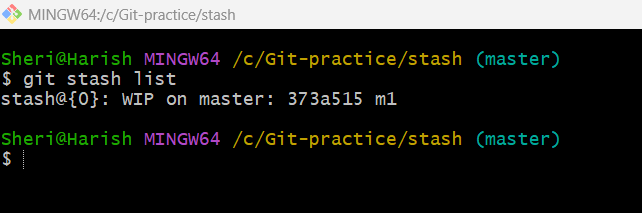 MINGW64:/c/Git-practice/stash
Sheri@Harish MINGW64 /c/Git-practice/stash (master)
$ git stash list
stash@{0}: WIP on master: 373a515 m1
Sheri@Harish MINGW64 /c/Git-practice/stash (master)
$